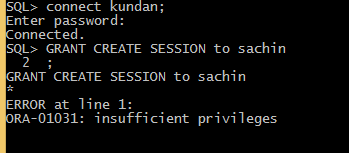 SQL> connect kundan;
Enter password:
Connected.
SQL> GRANT CREATE SESSION to sachin
  2  ;
GRANT CREATE SESSION to sachin
*
ERROR at line 1:
ORA-01031: insufficient privileges